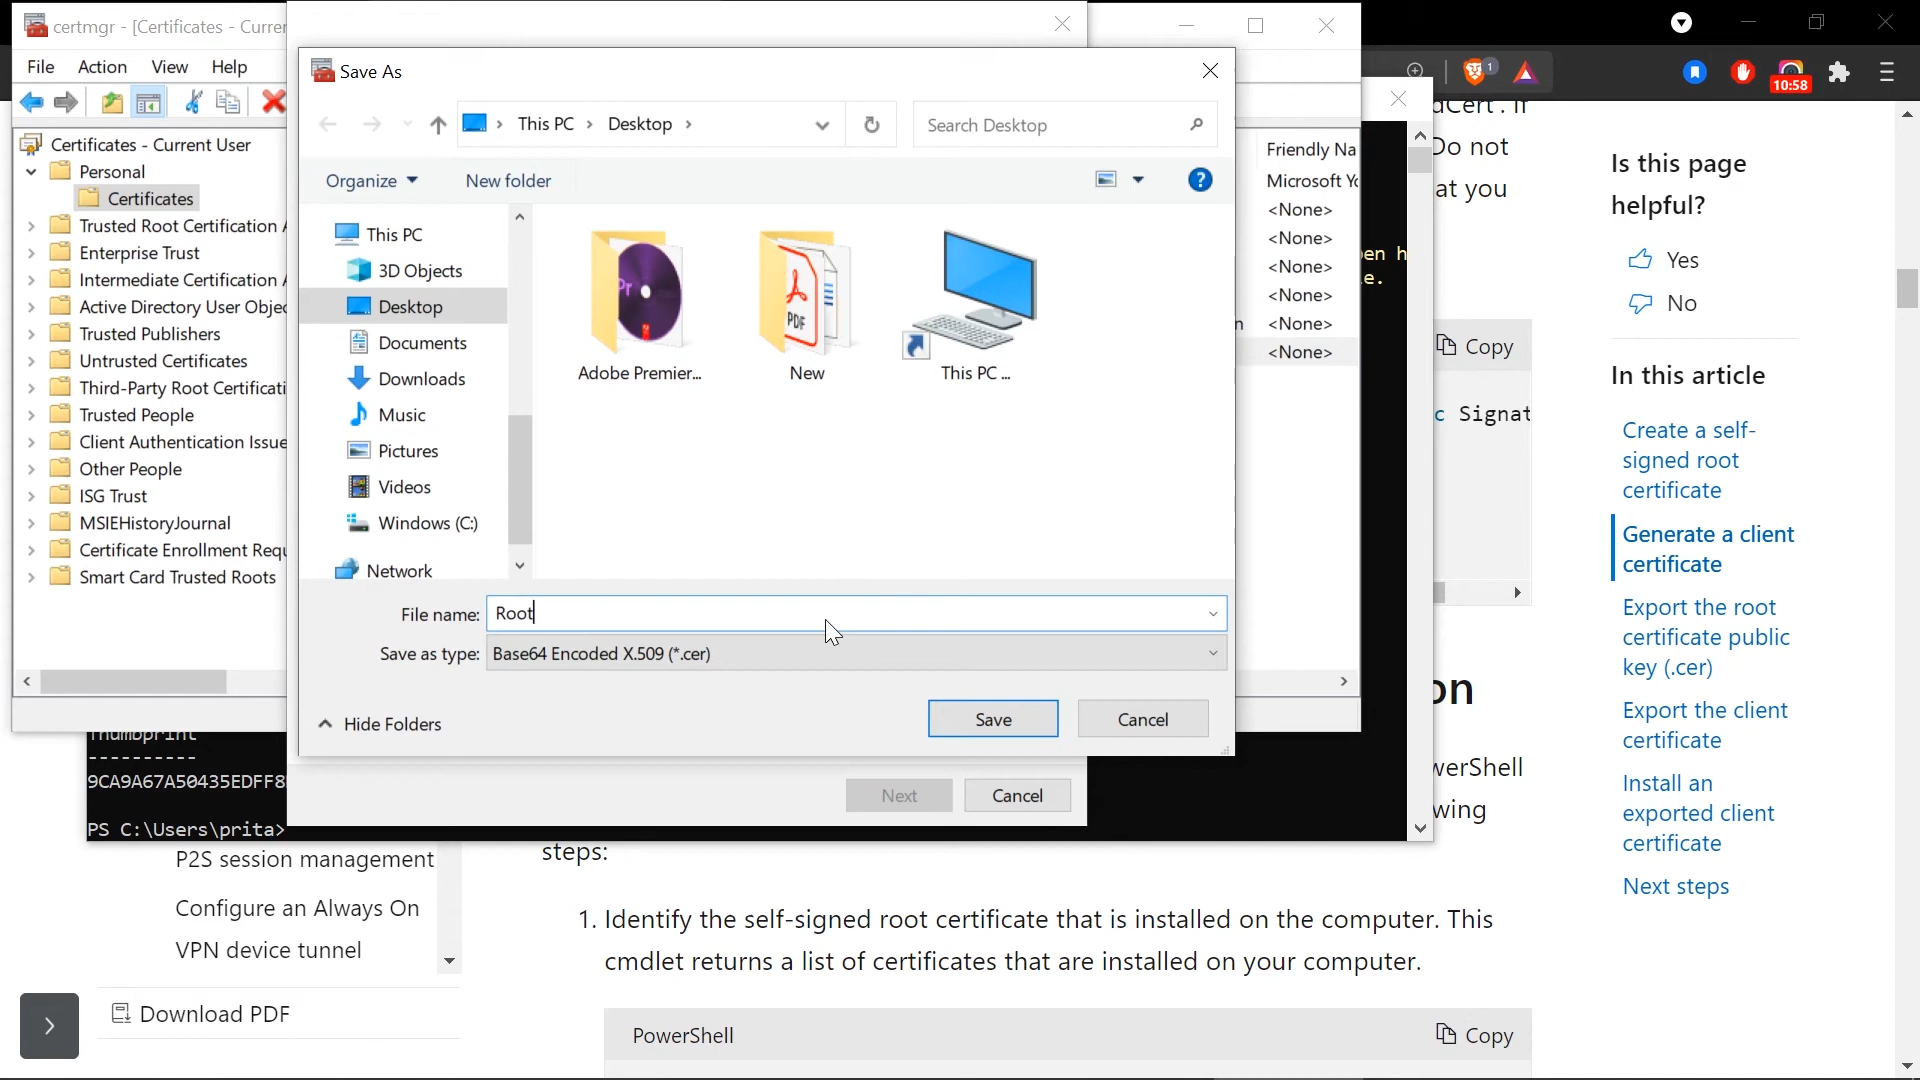 certmgr - [Certificates - Curre
File Action View Help
Certificates - Current User
Personal
Certificates
Trusted Root Certification
Enterprise Trust
Intermediate Certification
Active Directory User Obje
Trusted Publishers
Untrusted Certificates
Third-Party Root Certificati
Trusted People
Client Authentication Issue
Other People
ISG Trust
MSIEHistoryJournal
Certificate Enrollment Requ
Smart Card Trusted Roots
Save As
This PC > Desktop >
Search Desktop
Organize
New folder
This PC
3D Objects
Desktop
Documents
Downloads
Music
Pictures
Videos
Windows (C:)
Network
Adobe Premier...
New
This PC ...
File name: Root
Save as type: Base64 Encoded X.509 (*.cer)
Hide Folders
Save
Cancel
Next
Cancel
Friendly Na
<None>
<None>
<None>
<None>
<None>
<None>
1
10:58
Do not
at you
en h
e.
Copy
c Signat
on
werShell
wing
Thumbprint
----------
9CA9A67A50435EDFF8
PS C:\Users\prita>
P2S session management
Configure an Always On
VPN device tunnel
Download PDF
steps:
1. Identify the self-signed root certificate that is installed on the computer. This
cmdlet returns a list of certificates that are installed on your computer.
PowerShell
Copy
Is this page
helpful?
Yes
No
In this article
Create a self-
signed root
certificate
Generate a client
certificate
Export the root
certificate public
key (.cer)
Export the client
certificate
Install an
exported client
certificate
Next steps